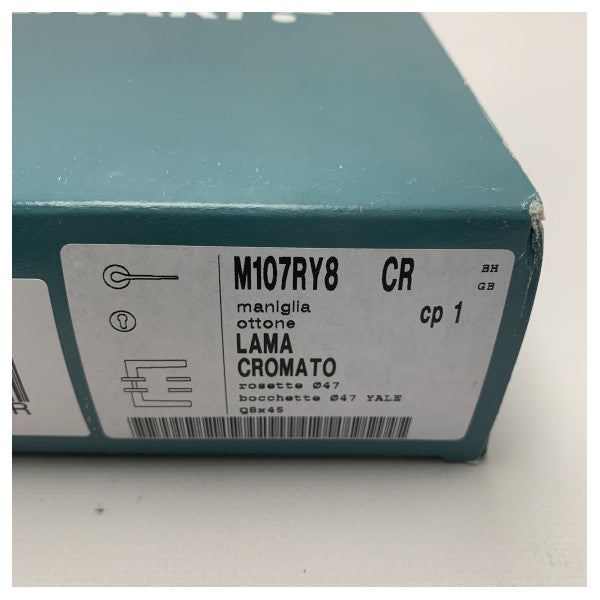 M107RY8 CR BH
GB
maniglia
ottone cp 1
LAMA
CROMATO
rosette Ø47
bocchette Ø47 YALE
Q8x45
R